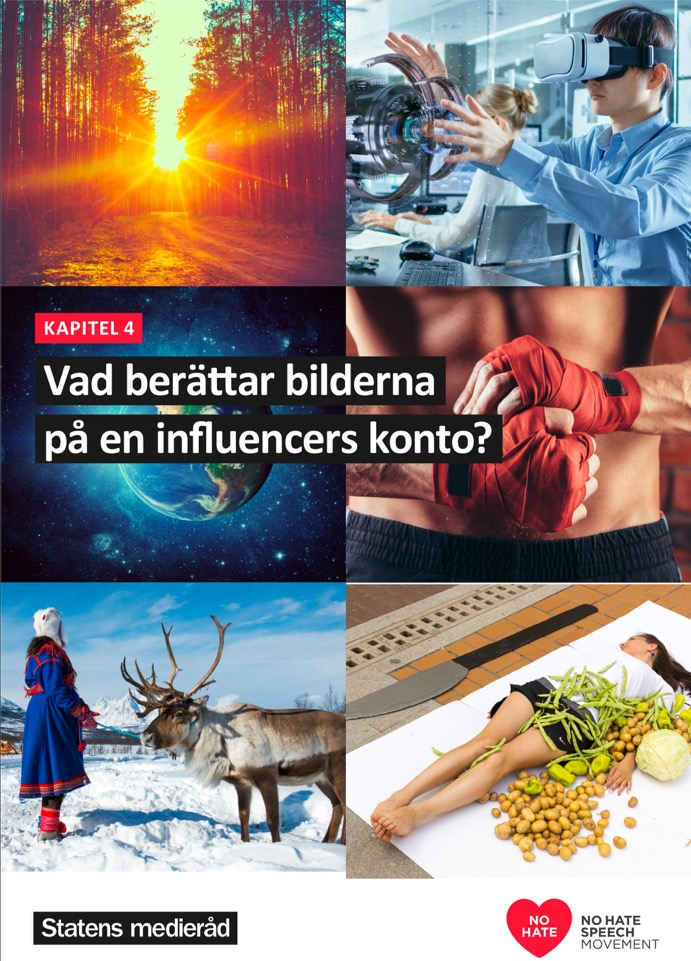 KAPITEL 4
Vad berättar bilderna
på en influencers konto?
Statens medieråd
NO
HATE
NO HATE
SPEECH
MOVEMENT